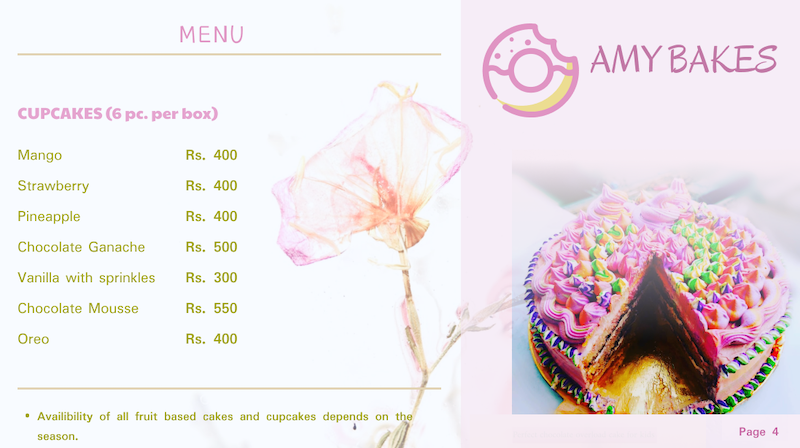 MENU
AMY BAKES
CUPCAKES (6 pc. per box)
Mango Rs. 400
Strawberry Rs. 400
Pineapple Rs. 400
Chocolate Ganache Rs. 500
Vanilla with sprinkles Rs. 300
Chocolate Mousse Rs. 550
Oreo Rs. 400
• Availibility of all fruit based cakes and cupcakes depends on the
season.
Page 4